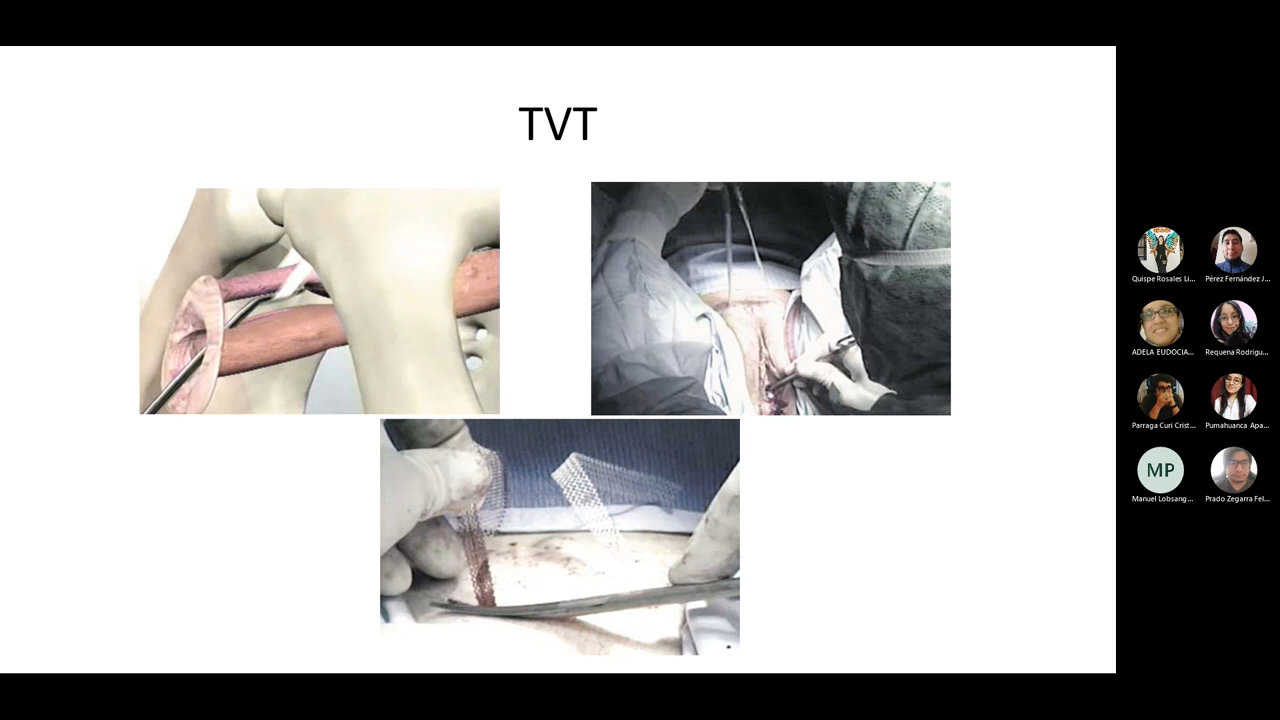 TVT
Quispe Rosales Li...
Pérez Fernández J...
ADELA EUDOCIA...
Requena Rodrigu...
Parraga Curi Crist...
Pumahuanca Apa...
MP
Manuel Lobsang...
Prado Zegarra Fel...